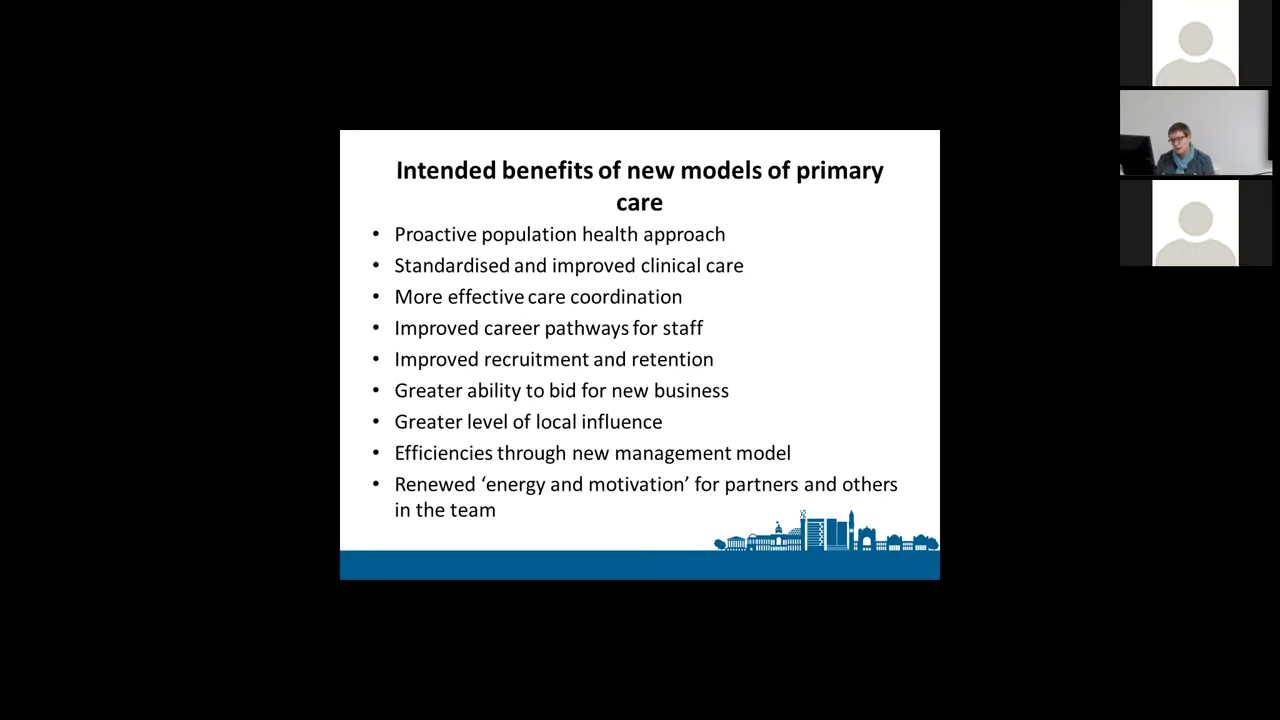 Intended benefits of new models of primary
care
• Proactive population health approach
• Standardised and improved clinical care
• More effective care coordination
• Improved career pathways for staff
• Improved recruitment and retention
• Greater ability to bid for new business
• Greater level of local influence
• Efficiencies through new management model
• Renewed ‘energy and motivation’ for partners and others
in the team